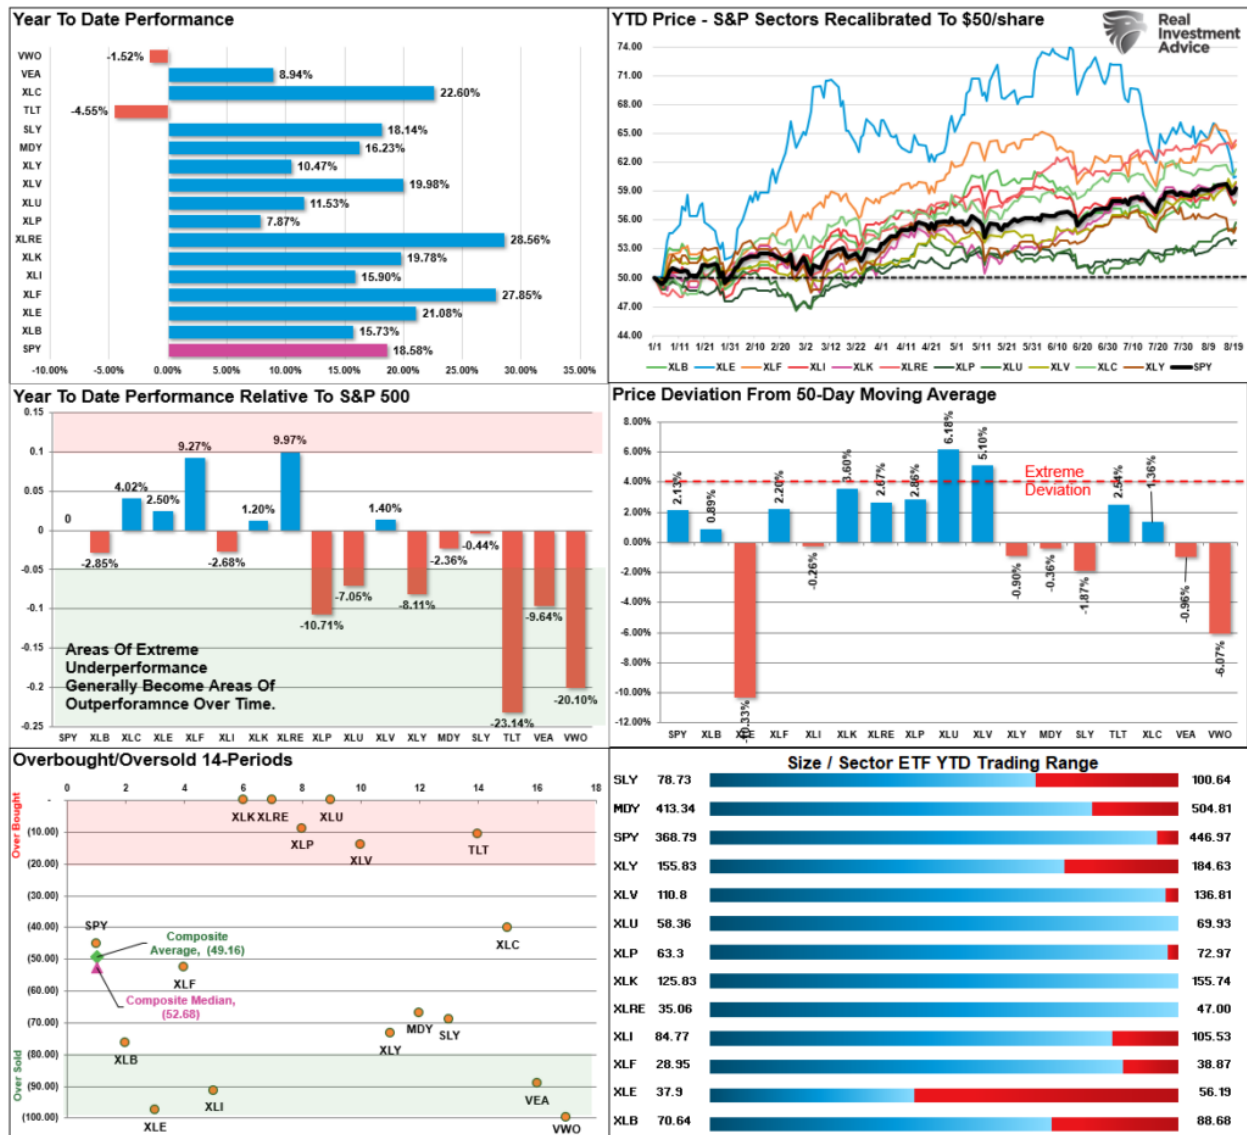 Year To Date Performance
VWO -1.52%
VEA 8.94%
XLC 22.60%
TLT -4.55%
SLY 18.14%
MDY 16.23%
XLY 10.47%
XLV 19.98%
XLU 11.53%
XLP 7.87%
XLRE 28.56%
XLK 19.78%
XLI 15.90%
XLF 27.85%
XLE 21.08%
XLB 15.73%
SPY 18.58%
-10.00% -5.00% 0.00% 5.00% 10.00% 15.00% 20.00% 25.00% 30.00% 35.00%
YTD Price - S&P Sectors Recalibrated To $50/share
Real
Investment
Advice
74.00
71.00
68.00
65.00
62.00
59.00
56.00
53.00
50.00
47.00
44.00
1/1 1/11 1/21 1/31 2/10 2/20 3/2 3/12 3/22 4/1 4/11 4/21 5/1 5/11 5/21 5/31 6/10 6/20 6/30 7/10 7/20 7/30 8/9 8/19
XLB XLE XLF XLI XLK XLRE XLP XLU XLV XLC XLY SPY
Year To Date Performance Relative To S&P 500
0.15
0.1
0.05
0
-0.05
-0.1
-0.15
-0.2
-0.25
0
-2.85%
4.02%
2.50%
9.27%
-2.68%
1.20%
9.97%
-10.71%
-7.05%
1.40%
-8.11%
-2.36%
-0.44%
-23.14%
-9.64%
-20.10%
Areas Of Extreme
Underperformance
Generally Become Areas Of
Outperforamnce Over Time.
SPY XLB XLC XLE XLF XLI XLK XLRE XLP XLU XLV XLY MDY SLY TLT VEA VWO
Price Deviation From 50-Day Moving Average
8.00%
6.00%
4.00%
2.00%
0.00%
-2.00%
-4.00%
-6.00%
-8.00%
-10.00%
-12.00%
2.13%
0.89%
-10.33%
2.20%
-0.26%
3.60%
2.67%
2.86%
6.18%
5.10%
-0.90%
-0.36%
-1.87%
2.54%
1.36%
-0.96%
-6.07%
Extreme
Deviation
SPY XLB XLE XLF XLI XLK XLRE XLP XLU XLV XLY MDY SLY TLT XLC VEA VWO
Overbought/Oversold 14-Periods
0 2 4 6 8 10 12 14 16 18
-
(10.00)
(20.00)
(30.00)
(40.00)
(50.00)
(60.00)
(70.00)
(80.00)
(90.00)
(100.00)
Over Bought
Over Sold
XLK XLRE XLU
XLP
XLV
TLT
SPY
XLC
Composite
Average, (49.16)
XLF
Composite Median,
(52.68)
MDY
SLY
XLY
XLB
XLI
XLE
VEA
VWO
Size / Sector ETF YTD Trading Range
SLY 78.73 100.64
MDY 413.34 504.81
SPY 368.79 446.97
XLY 155.83 184.63
XLV 110.8 136.81
XLU 58.36 69.93
XLP 63.3 72.97
XLK 125.83 155.74
XLRE 35.06 47.00
XLI 84.77 105.53
XLF 28.95 38.87
XLE 37.9 56.19
XLB 70.64 88.68